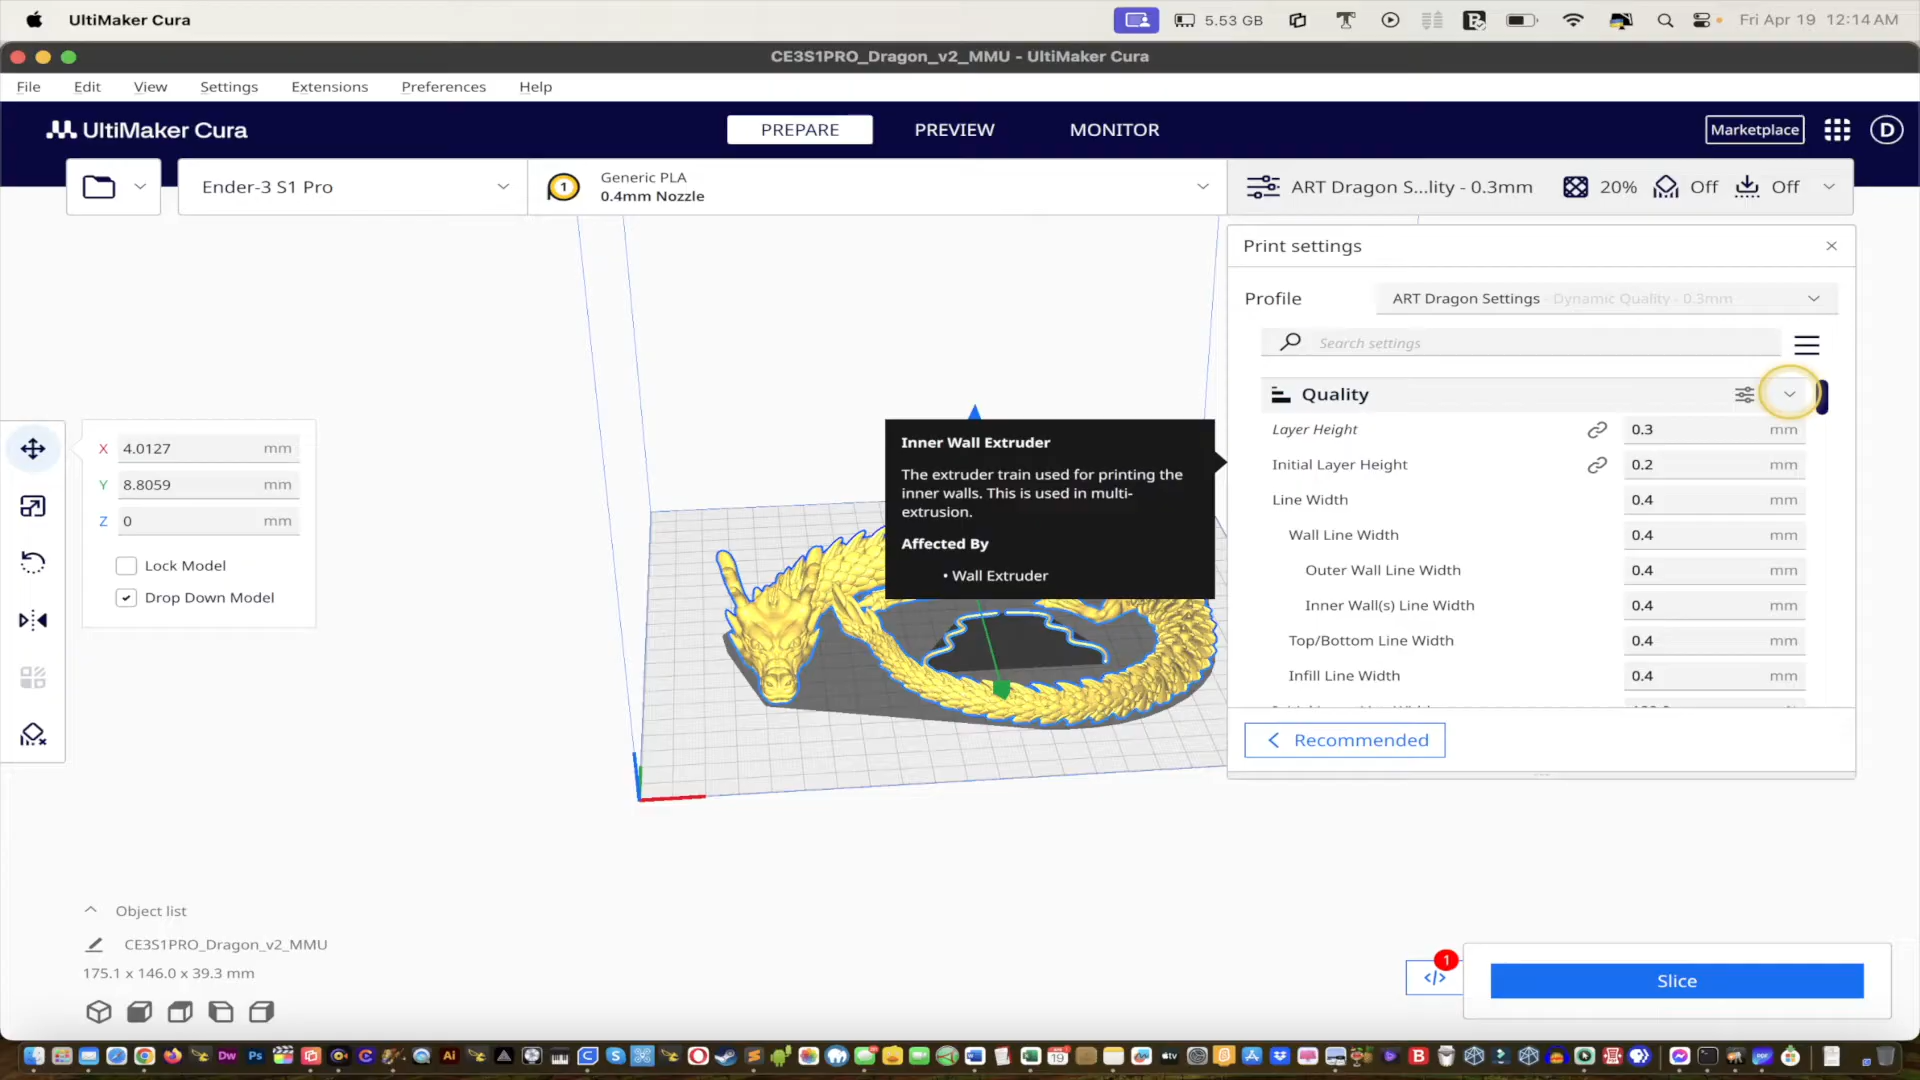 UltiMaker Cura
5.53 GB
Fri Apr 19 12:14 AM
CE3S1PRO_Dragon_v2_MMU - UltiMaker Cura
File Edit View Settings Extensions Preferences Help
UltiMaker Cura
PREPARE
PREVIEW
MONITOR
Marketplace
D
Ender-3 S1 Pro
1
Generic PLA
0.4mm Nozzle
ART Dragon S...lity - 0.3mm
20%
Off
Off
Print settings
Profile
ART Dragon Settings - Dynamic Quality - 0.3mm
Search settings
Quality
Layer Height 0.3 mm
Initial Layer Height 0.2 mm
Line Width 0.4 mm
Wall Line Width 0.4 mm
Outer Wall Line Width 0.4 mm
Inner Wall(s) Line Width 0.4 mm
Top/Bottom Line Width 0.4 mm
Infill Line Width 0.4 mm
Recommended
Inner Wall Extruder
The extruder train used for printing the
inner walls. This is used in multi-
extrusion.
Affected By
• Wall Extruder
X 4.0127 mm
Y 8.8059 mm
Z 0 mm
Lock Model
Drop Down Model
Object list
CE3S1PRO_Dragon_v2_MMU
175.1 x 146.0 x 39.3 mm
1
</>
Slice
Dw
Ps
Ai
19
tv